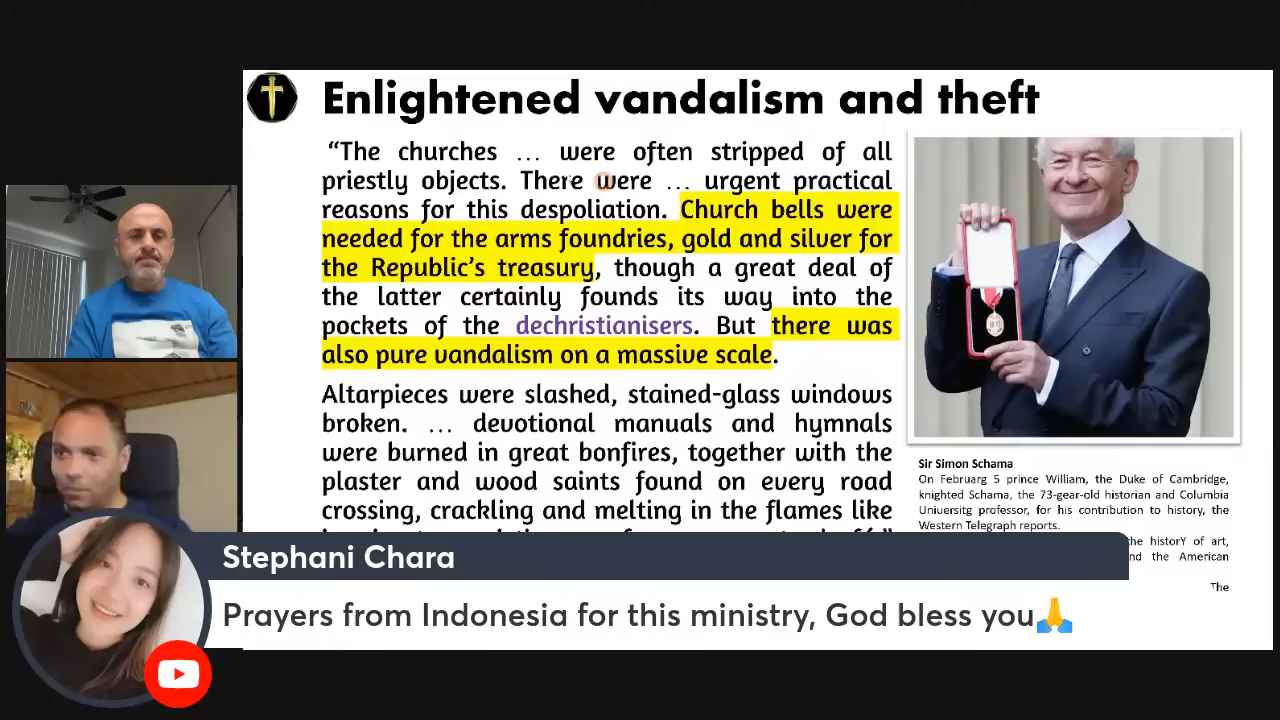 Enlightened vandalism and theft
“The churches … were often stripped of all
priestly objects. There were … urgent practical
reasons for this despoliation. Church bells were
needed for the arms foundries, gold and silver for
the Republic’s treasury, though a great deal of
the latter certainly founds its way into the
pockets of the dechristianisers. But there was
also pure vandalism on a massive scale.
Altarpieces were slashed, stained-glass windows
broken. … devotional manuals and hymnals
were burned in great bonfires, together with the
plaster and wood saints found on every road
crossing, crackling and melting in the flames like
Sir Simon Schama
On Februarg 5 prince William, the Duke of Cambridge,
knighted Schama, the 73-gear-old historian and Columbia
Uniuersitg professor, for his contribution to history, the
Western Telegraph reports.
the historY of art,
nd the American
The
Stephani Chara
Prayers from Indonesia for this ministry, God bless you🙏